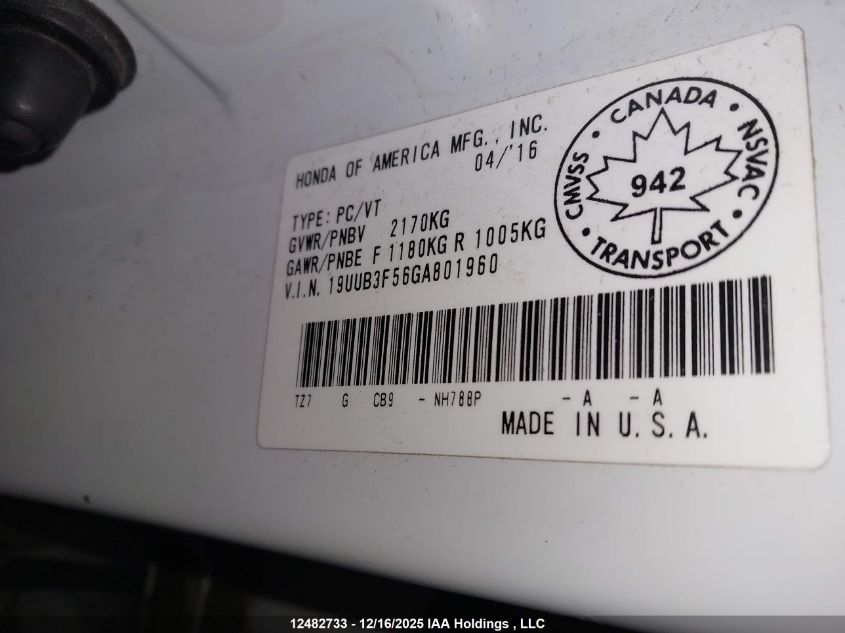 HONDA OF AMERICA MFG., INC.
04/'16
TYPE: PC/VT
GVWR/PNBV 2170KG
GAWR/PNBE F 1180KG R 1005KG
V.I.N. 19UUB3F56GA801960
CANADA
CMVSS
NSVAC
942
TRANSPORT
TZ7 G CB9 - NH788P - A - A
MADE IN U.S.A.
12482733 - 12/16/2025 IAA Holdings , LLC